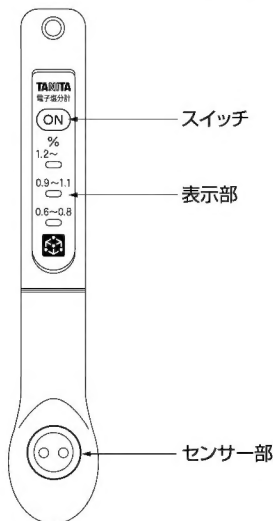 TANITA
電子塩分計
ON
スイッチ
%
1.2~
0.9~1.1
表示部
0.6~0.8
センサー部